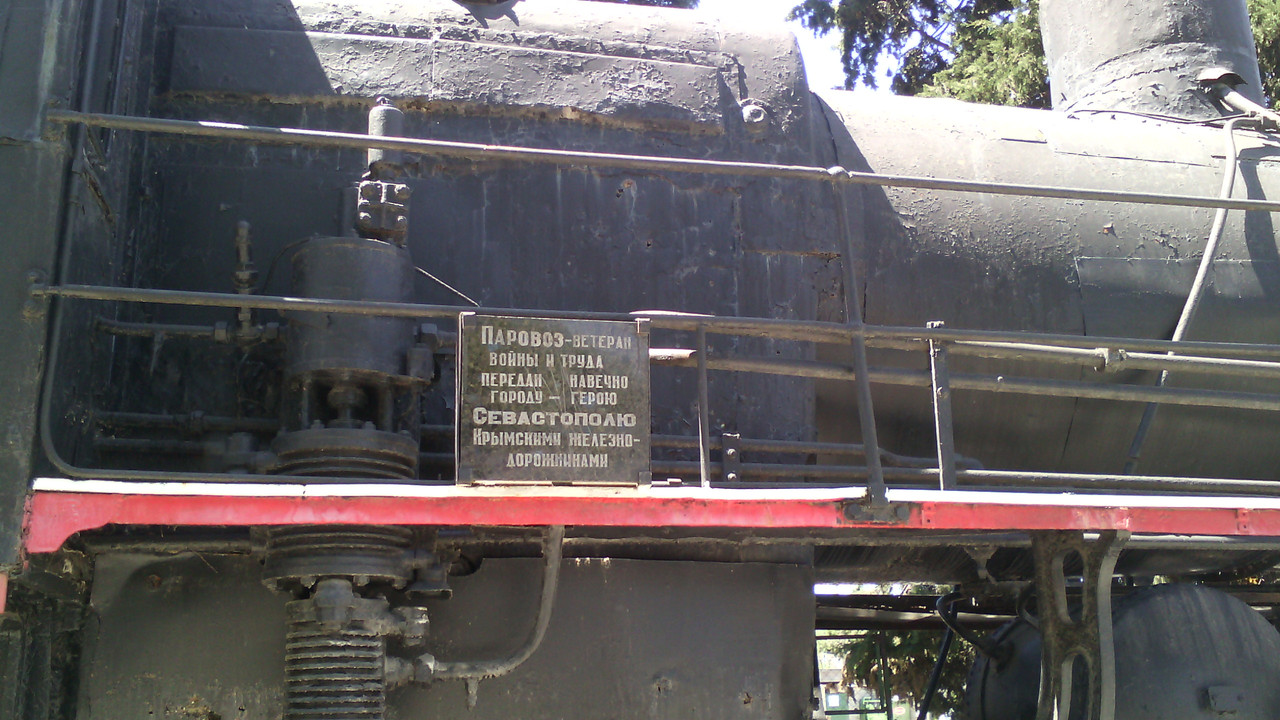 Паровоз-ветеран
войны и труда
передан навечно
городу - герою
Севастополю
Крымскими железно-
дорожниками